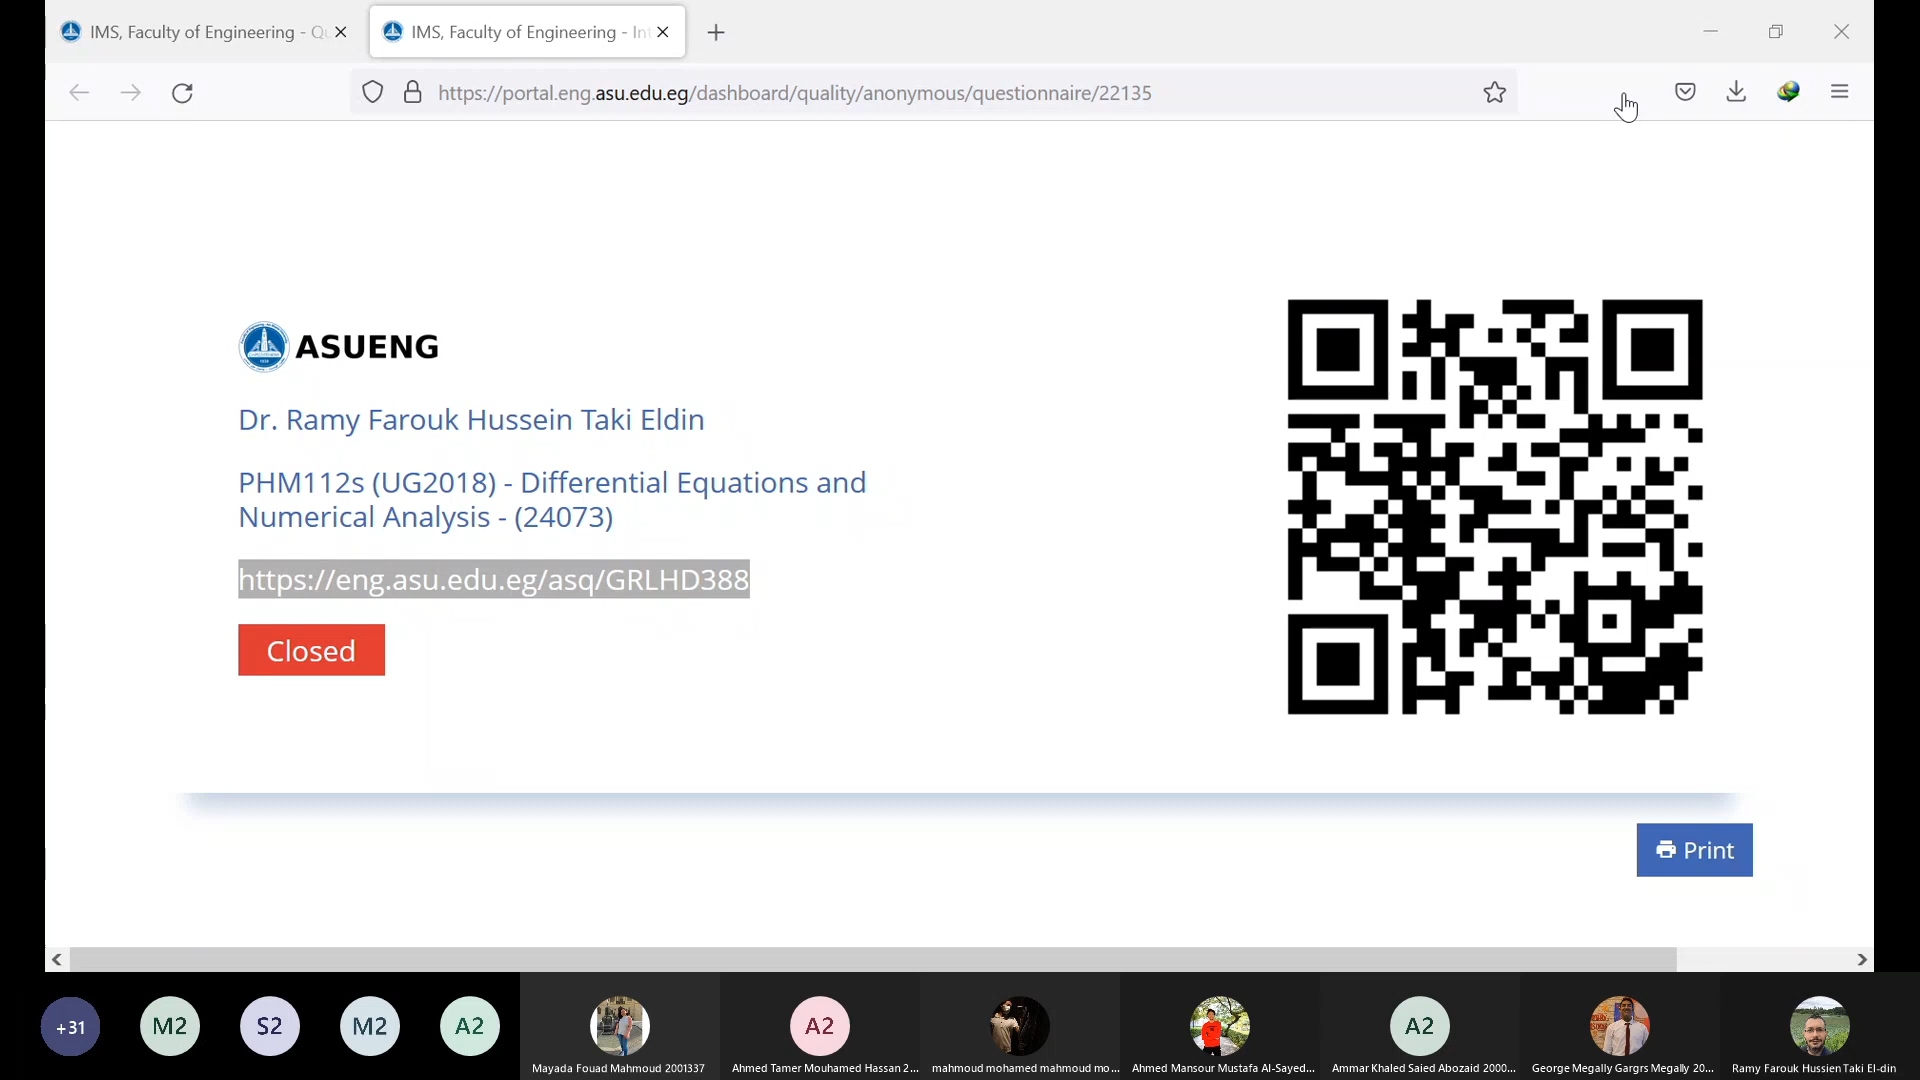 IMS, Faculty of Engineering - Qu
IMS, Faculty of Engineering - Int
https://portal.eng.asu.edu.eg/dashboard/quality/anonymous/questionnaire/22135
ASUENG
Dr. Ramy Farouk Hussein Taki Eldin
PHM112s (UG2018) - Differential Equations and
Numerical Analysis - (24073)
https://eng.asu.edu.eg/asq/GRLHD388
Closed
Print
+31
M2
S2
M2
A2
A2
A2
Mayada Fouad Mahmoud 2001337
Ahmed Tamer Mouhamed Hassan 2...
mahmoud mohamed mahmoud mo...
Ahmed Mansour Mustafa Al-Sayed...
Ammar Khaled Saied Abozaid 2000...
George Megally Gargrs Megally 20...
Ramy Farouk Hussien Taki El-din